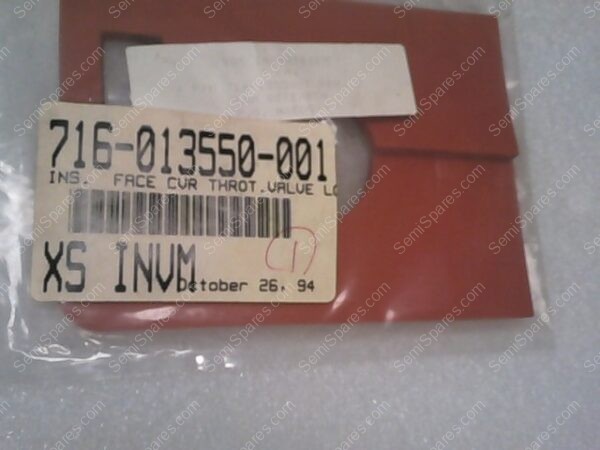 716-013550-001
INS. FACE CVR THROT.VALVE LO
XS INVM
October 26, 94
(1)
SemiSpares.com